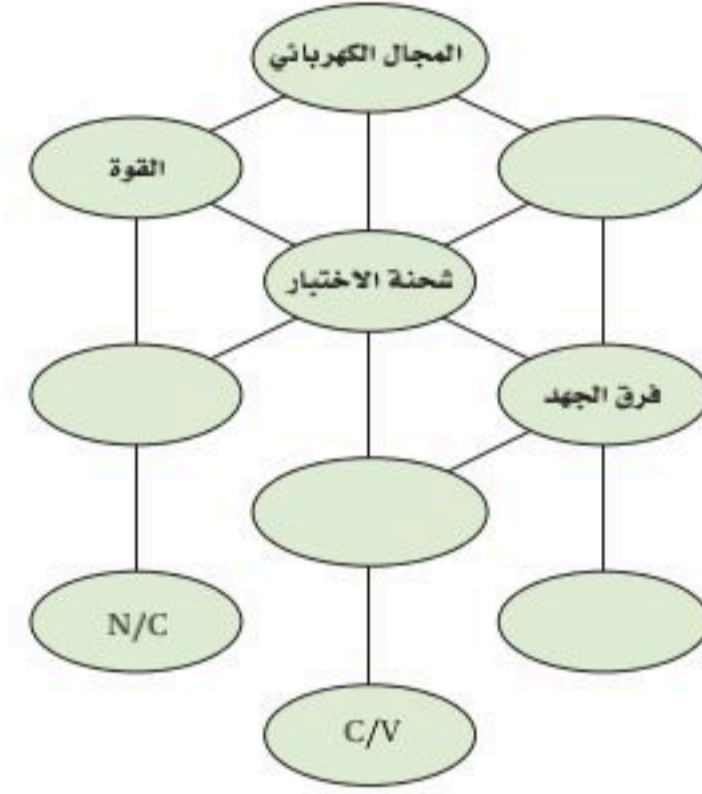 المجال الكهربائي
القوة
شحنة الاختبار
فرق الجهد
N/C
C/V